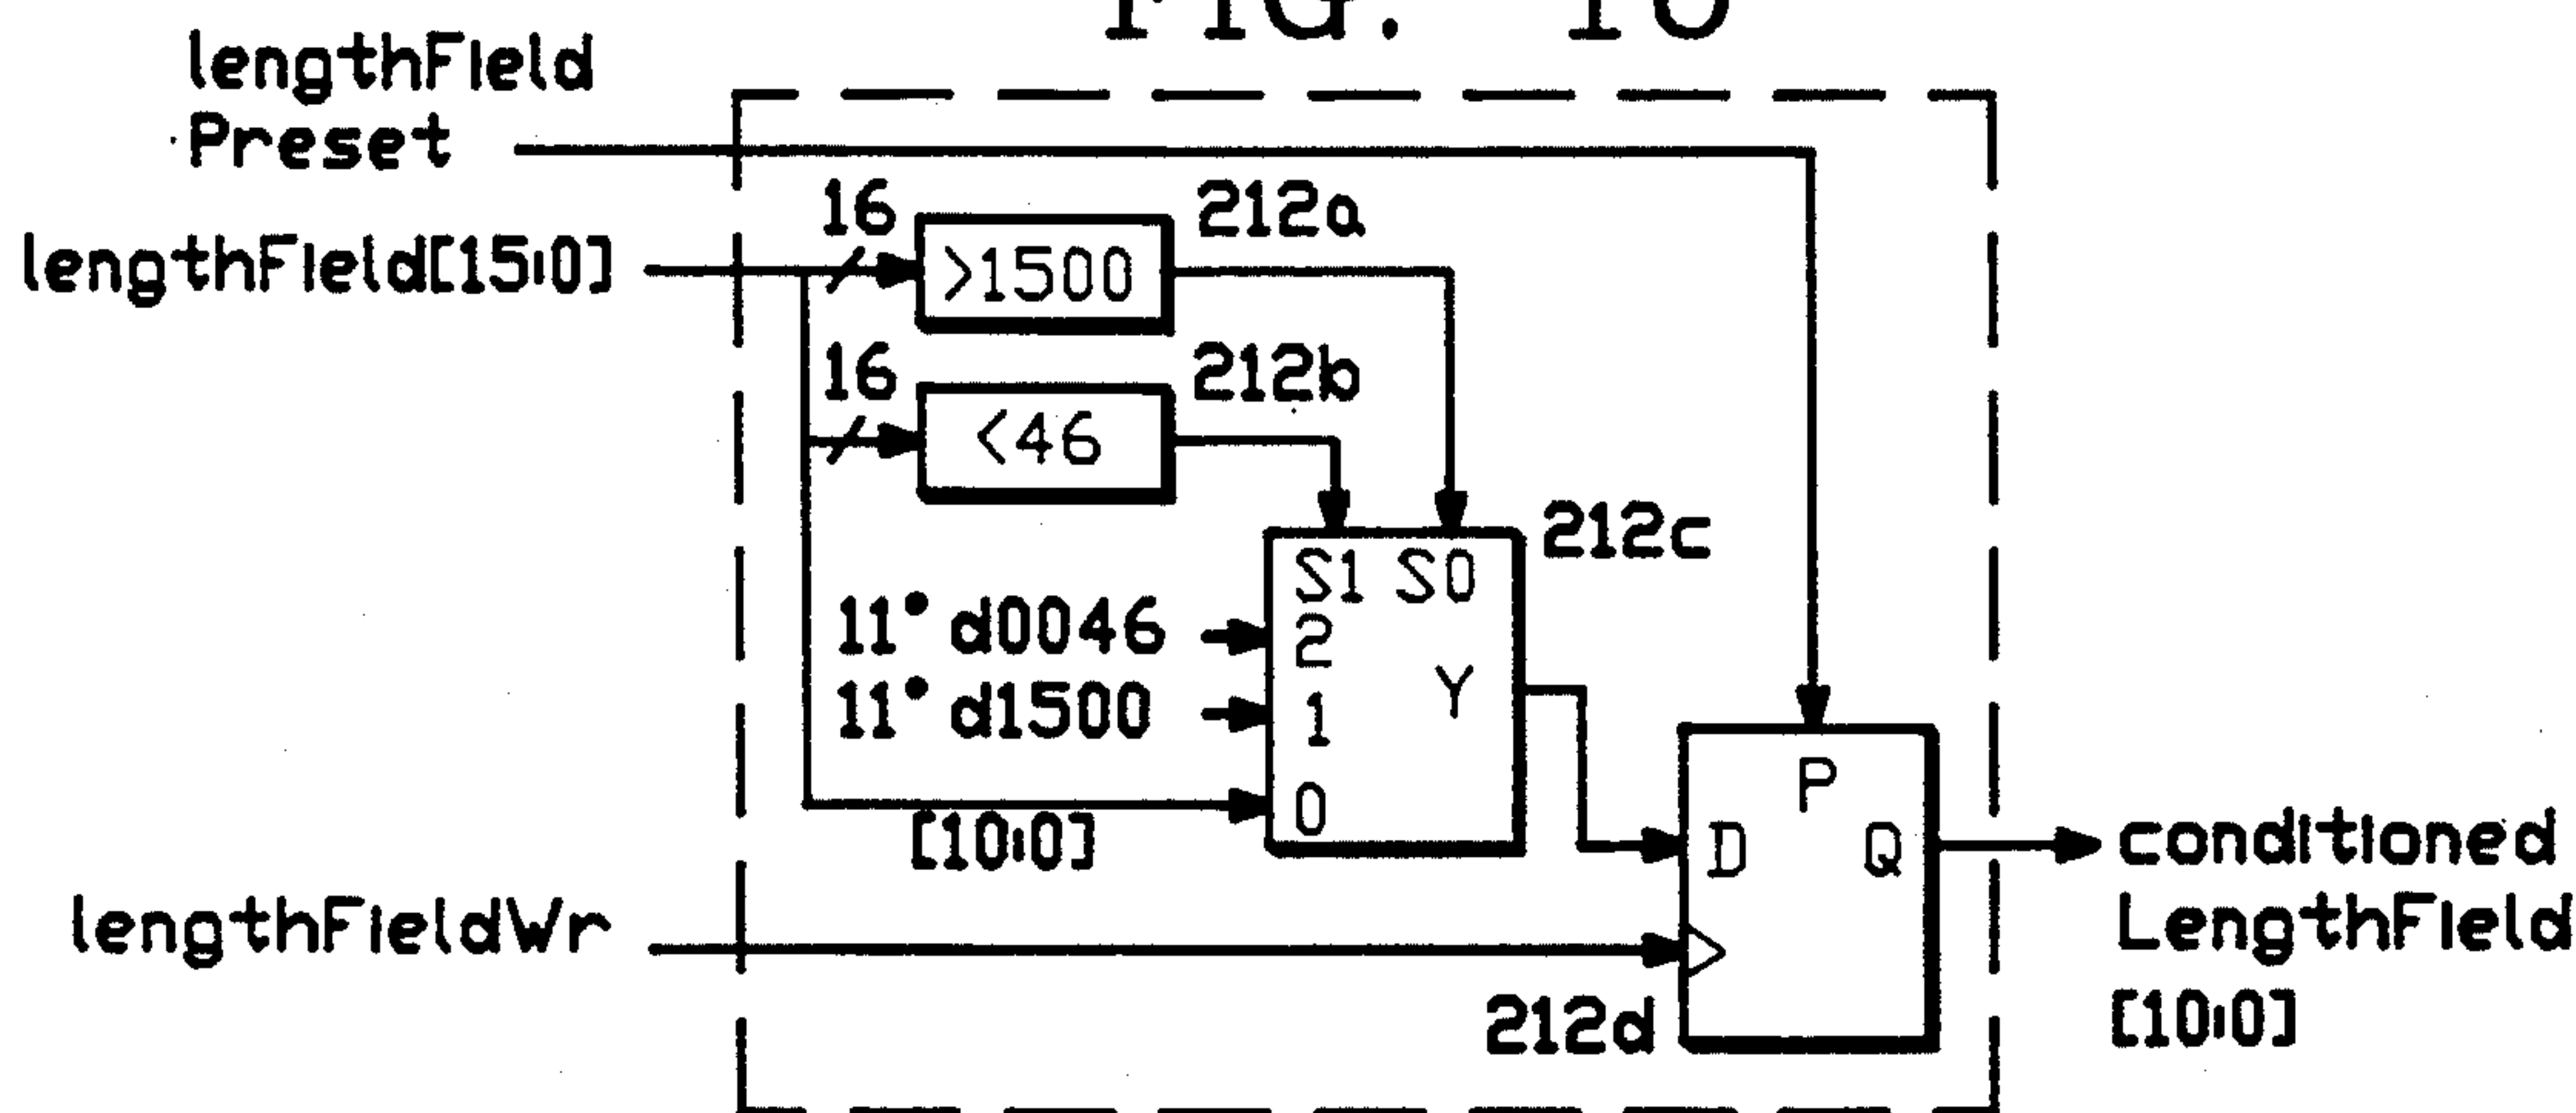 FIG. 10
lengthField
Preset
lengthField[15:0]
16
>1500
212a
16
<46
212b
S1 S0
212c
11' d0046
2
11' d1500
1
Y
[10:0]
0
P
D
Q
conditioned
LengthField
[10:0]
lengthFieldWr
212d